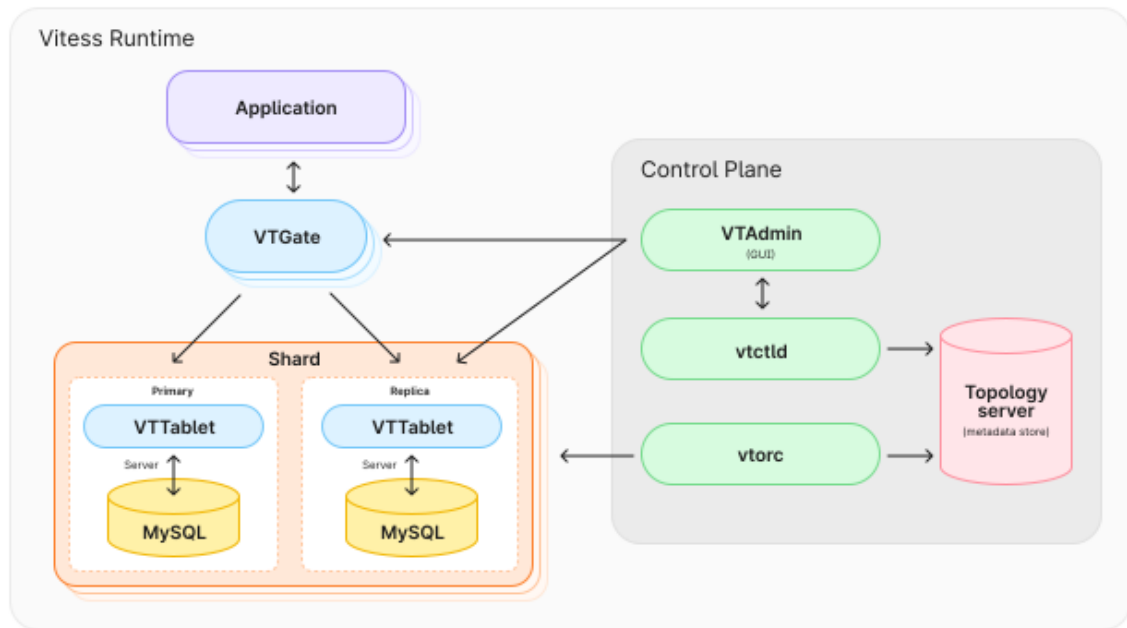 Vitess Runtime
Application
VTGate
Shard
Primary
VTTablet
Server
MySQL
Replica
VTTablet
Server
MySQL
Control Plane
VTAdmin
(GUI)
vtctld
vtorc
Topology
server
(metadata store)